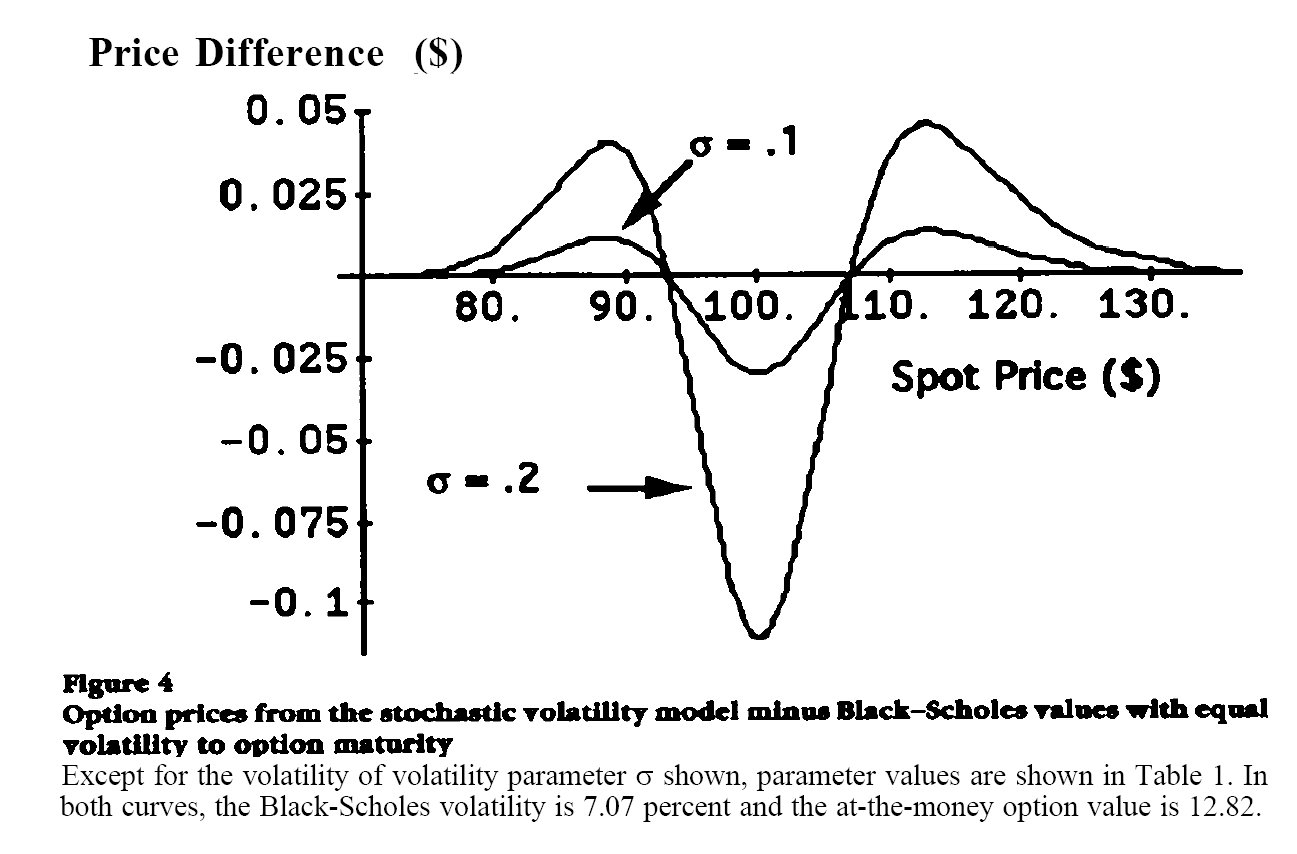 Price Difference ($)
0.05
σ = .1
0.025
80. 90. 100. 110. 120. 130.
-0.025
Spot Price ($)
-0.05
σ = .2
-0.075
-0.1
Figure 4
Option prices from the stochastic volatility model minus Black–Scholes values with equal
volatility to option maturity
Except for the volatility of volatility parameter σ shown, parameter values are shown in Table 1. In
both curves, the Black-Scholes volatility is 7.07 percent and the at-the-money option value is 12.82.